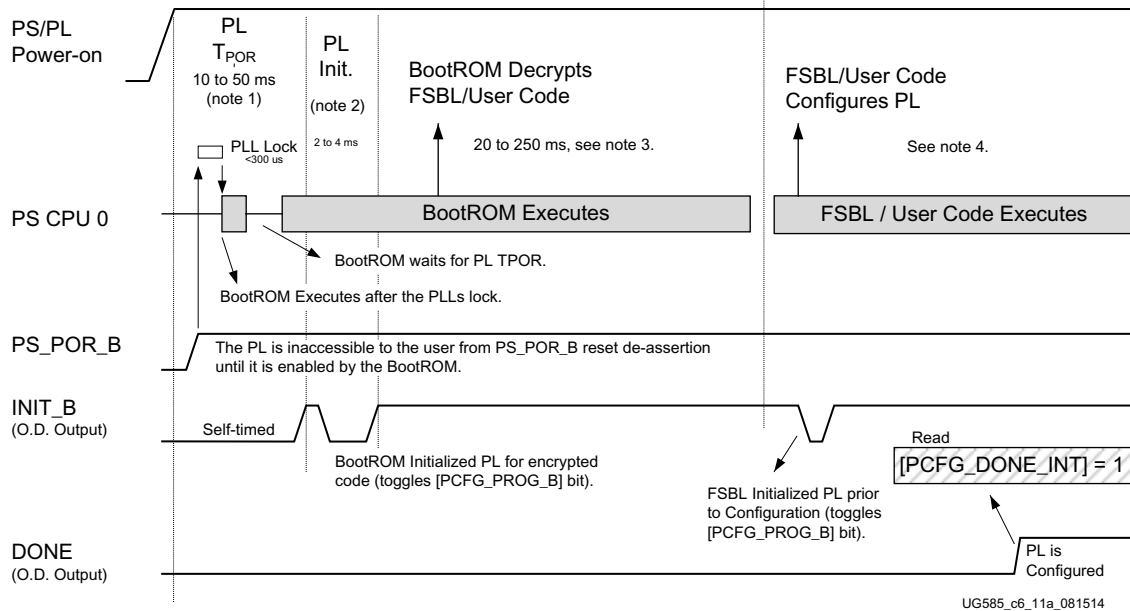 PS/PL
Power-on
PL
TPOR
10 to 50 ms
(note 1)
PL
Init.
(note 2)
2 to 4 ms
BootROM Decrypts
FSBL/User Code
20 to 250 ms, see note 3.
FSBL/User Code
Configures PL
See note 4.
PLL Lock
<300 us
PS CPU 0
BootROM Executes
FSBL / User Code Executes
BootROM waits for PL TPOR.
BootROM Executes after the PLLs lock.
PS_POR_B
The PL is inaccessible to the user from PS_POR_B reset de-assertion
until it is enabled by the BootROM.
INIT_B
(O.D. Output)
Self-timed
BootROM Initialized PL for encrypted
code (toggles [PCFG_PROG_B] bit).
FSBL Initialized PL prior
to Configuration (toggles
[PCFG_PROG_B] bit).
Read
[PCFG_DONE_INT] = 1
DONE
(O.D. Output)
PL is
Configured
UG585_c6_11a_081514